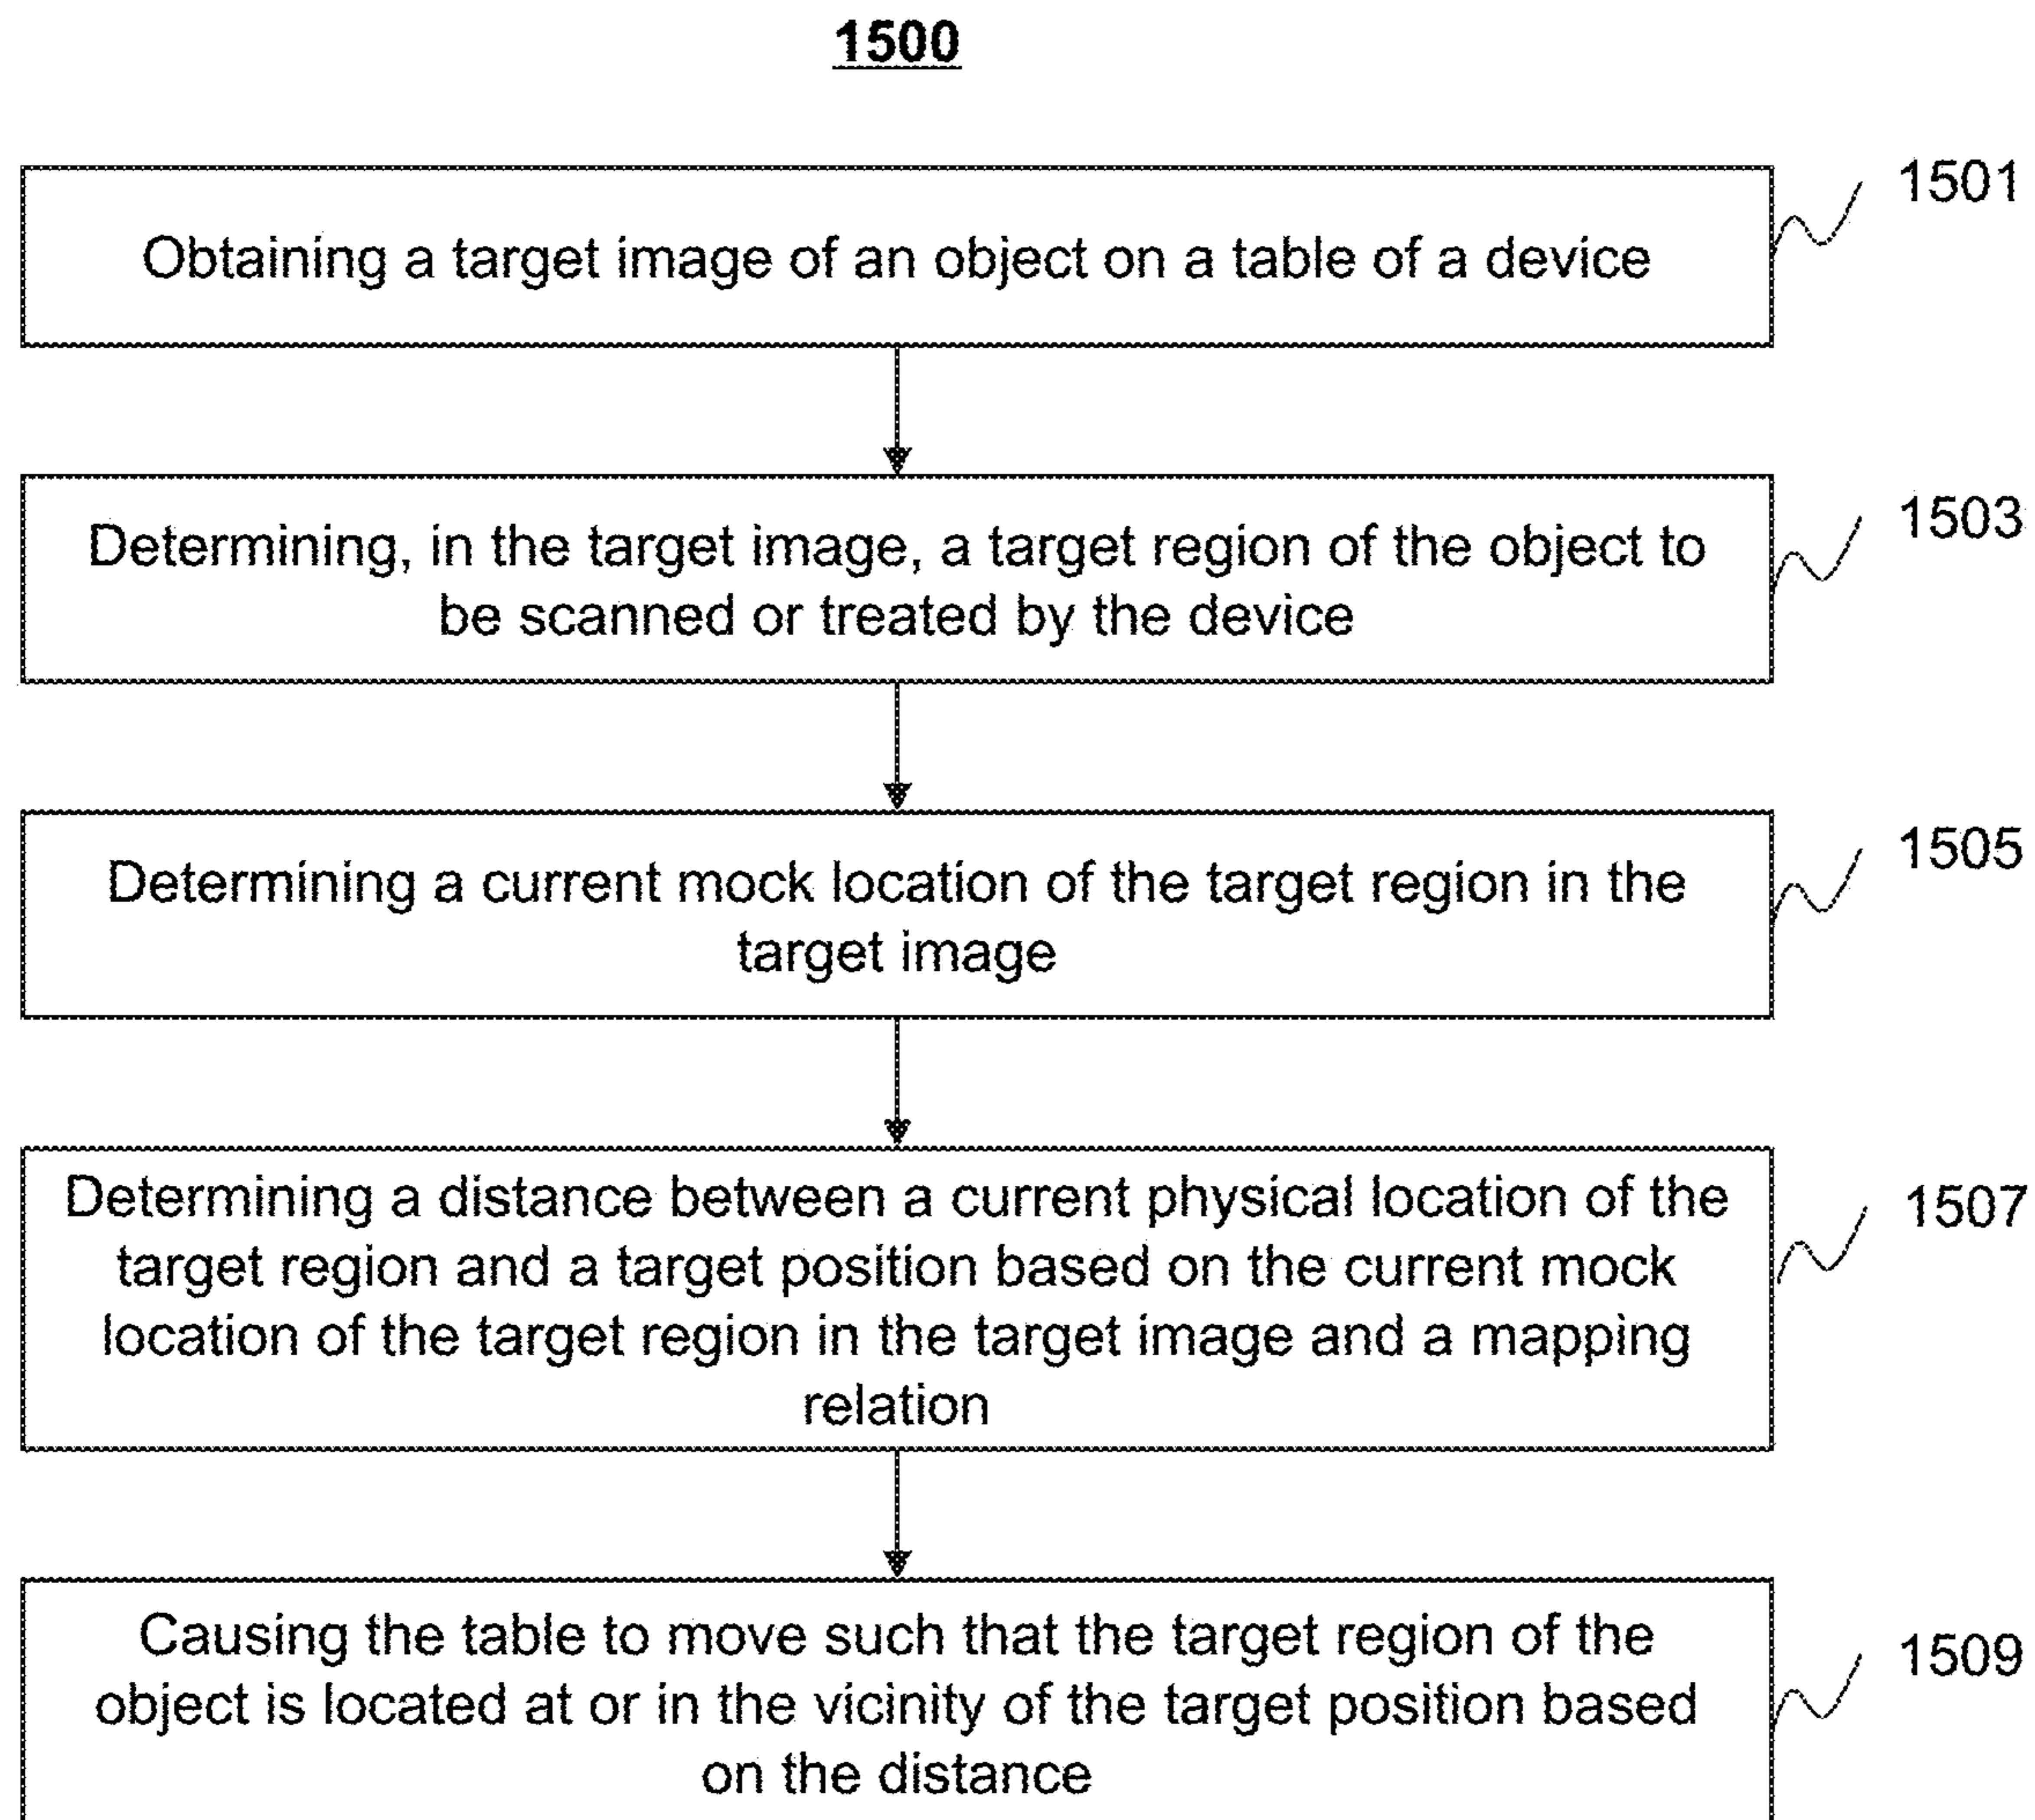 1500
1501
Obtaining a target image of an object on a table of a device
1503
Determining, in the target image, a target region of the object to
be scanned or treated by the device
1505
Determining a current mock location of the target region in the
target image
1507
Determining a distance between a current physical location of the
target region and a target position based on the current mock
location of the target region in the target image and a mapping
relation
1509
Causing the table to move such that the target region of the
object is located at or in the vicinity of the target position based
on the distance